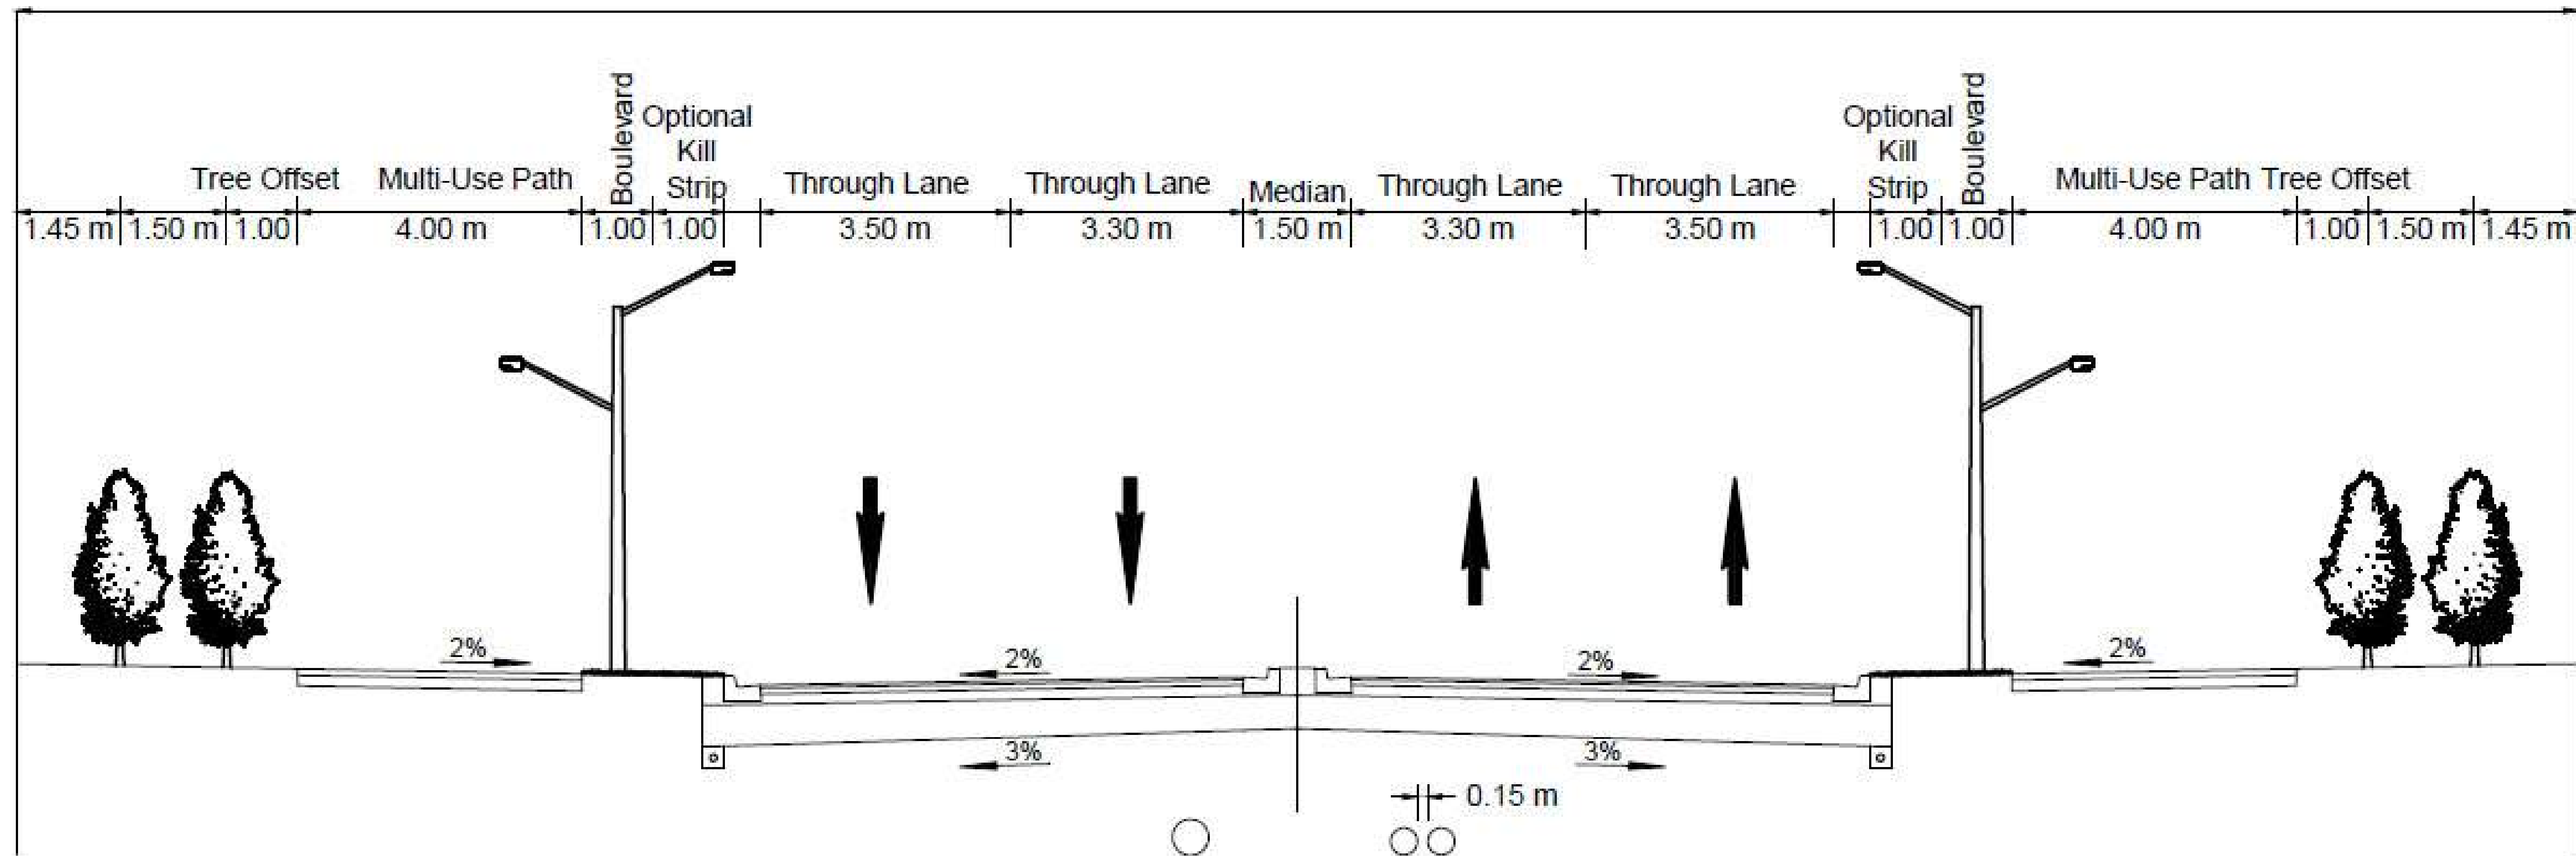 Boulevard
Optional
Kill
Strip
Optional
Kill
Strip
Boulevard
Tree Offset Multi-Use Path Through Lane Through Lane Median Through Lane Through Lane Multi-Use Path Tree Offset
1.45 m 1.50 m 1.00 4.00 m 1.00 1.00 3.50 m 3.30 m 1.50 m 3.30 m 3.50 m 1.00 1.00 4.00 m 1.00 1.50 m 1.45 m
2% 2% 2% 2%
3% 3%
0.15 m